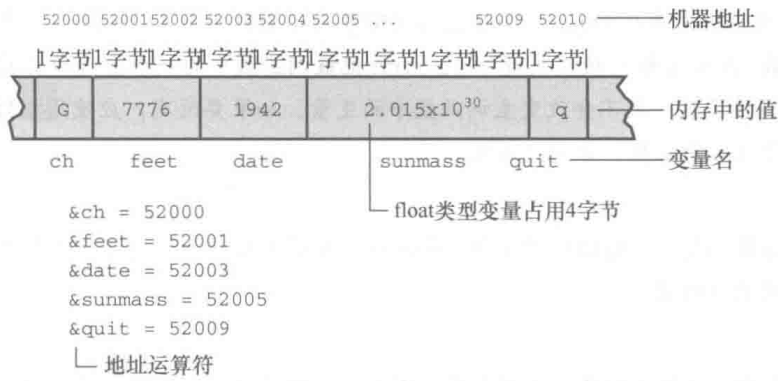 52000 52001 52002 52003 52004 52005 ... 52009 52010 机器地址
1字节 1字节 1字节 1字节 1字节 1字节 1字节 1字节 1字节
G 7776 1942 2.015x10³⁰ Q 内存中的值
ch feet date sunmass quit 变量名
float类型变量占用4字节
&ch = 52000
&feet = 52001
&date = 52003
&sunmass = 52005
&quit = 52009
地址运算符